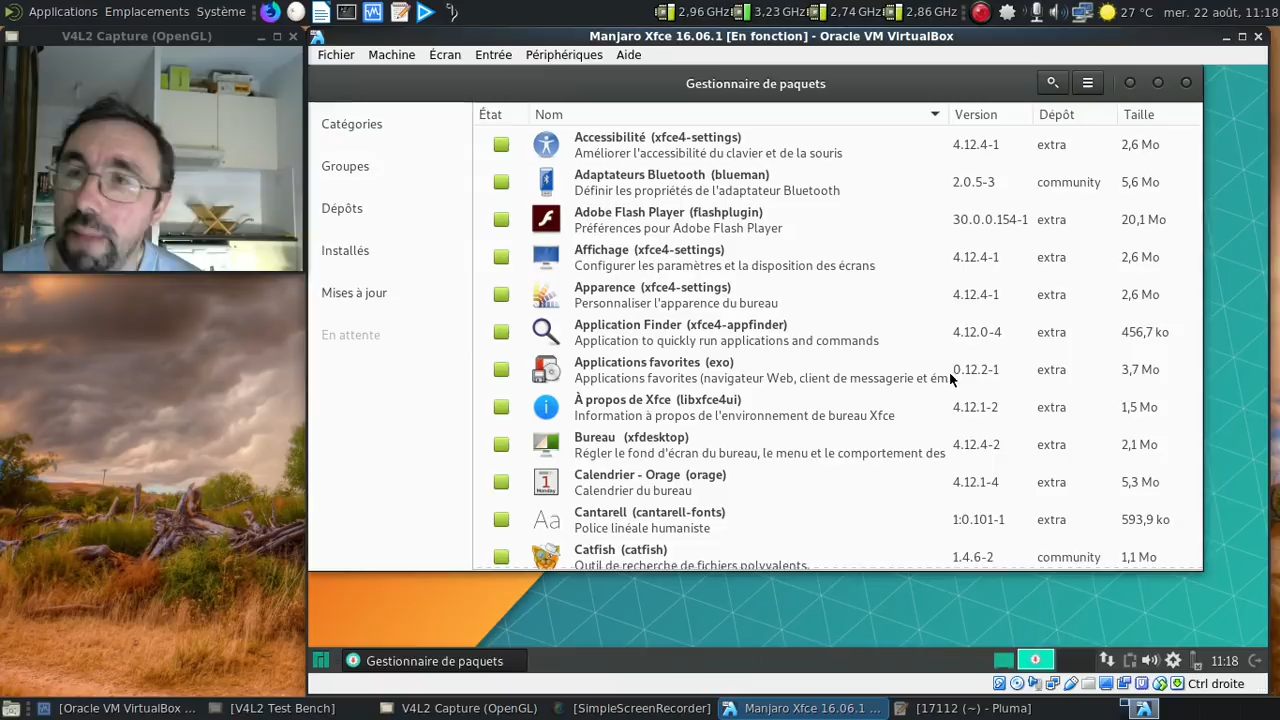 Applications Emplacements Système
2,96 GHz 3,23 GHz 2,74 GHz 2,86 GHz 27 °C mer. 22 août, 11:18
V4L2 Capture (OpenGL)
Manjaro Xfce 16.06.1 [En fonction] - Oracle VM VirtualBox
Fichier Machine Écran Entrée Périphériques Aide
Gestionnaire de paquets
Catégories
Groupes
Dépôts
Installés
Mises à jour
En attente
État Nom Version Dépôt Taille
Accessibilité (xfce4-settings)
Améliorer l'accessibilité du clavier et de la souris
4.12.4-1 extra 2,6 Mo
Adaptateurs Bluetooth (blueman)
Définir les propriétés de l'adaptateur Bluetooth
2.0.5-3 community 5,6 Mo
Adobe Flash Player (flashplugin)
Préférences pour Adobe Flash Player
30.0.0.154-1 extra 20,1 Mo
Affichage (xfce4-settings)
Configurer les paramètres et la disposition des écrans
4.12.4-1 extra 2,6 Mo
Apparence (xfce4-settings)
Personnaliser l'apparence du bureau
4.12.4-1 extra 2,6 Mo
Application Finder (xfce4-appfinder)
Application to quickly run applications and commands
4.12.0-4 extra 456,7 ko
Applications favorites (exo)
Applications favorites (navigateur Web, client de messagerie et ém
0.12.2-1 extra 3,7 Mo
À propos de Xfce (libxfce4ui)
Information à propos de l'environnement de bureau Xfce
4.12.1-2 extra 1,5 Mo
Bureau (xfdesktop)
Régler le fond d'écran du bureau, le menu et le comportement des
4.12.4-2 extra 2,1 Mo
Calendrier - Orage (orage)
Calendrier du bureau
4.12.1-4 extra 5,3 Mo
1
Monday
Cantarell (cantarell-fonts)
Police linéale humaniste
1:0.101-1 extra 593,9 ko
Aa
Catfish (catfish)
Outil de recherche de fichiers polyvalents.
1.4.6-2 community 1,1 Mo
Gestionnaire de paquets 11:18
Ctrl droite
[Oracle VM VirtualBox ... [V4L2 Test Bench] V4L2 Capture (OpenGL) [SimpleScreenRecorder] Manjaro Xfce 16.06.1 ... [17112 (~) - Pluma]